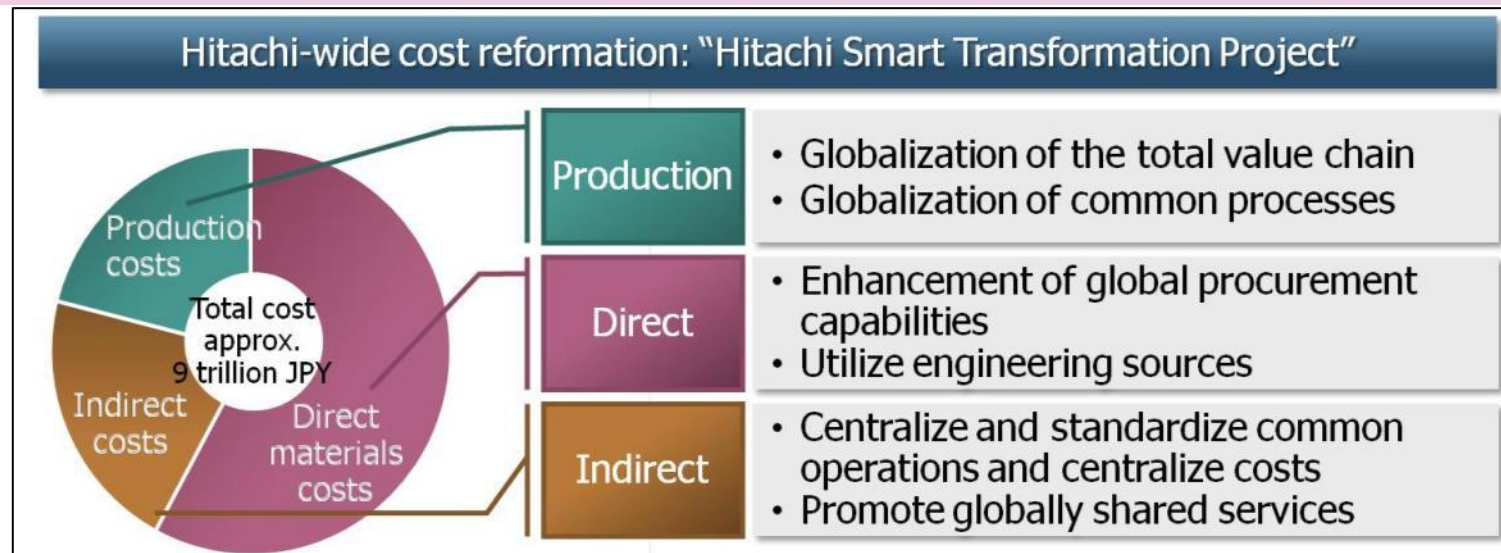 Hitachi-wide cost reformation: “Hitachi Smart Transformation Project”
Production
costs
Total cost
approx.
9 trillion JPY
Indirect
costs
Direct
materials
costs
Production
• Globalization of the total value chain
• Globalization of common processes
Direct
• Enhancement of global procurement
capabilities
• Utilize engineering sources
Indirect
• Centralize and standardize common
operations and centralize costs
• Promote globally shared services